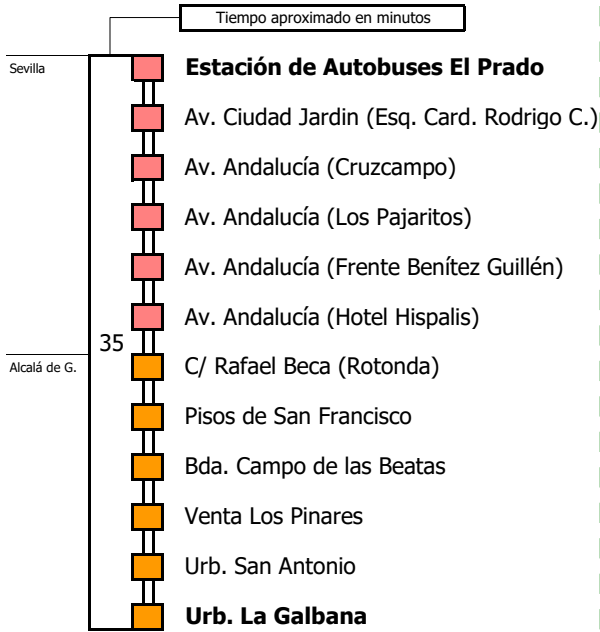 Tiempo aproximado en minutos
Sevilla
Estación de Autobuses El Prado
Av. Ciudad Jardin (Esq. Card. Rodrigo C.)
Av. Andalucía (Cruzcampo)
Av. Andalucía (Los Pajaritos)
Av. Andalucía (Frente Benítez Guillén)
Av. Andalucía (Hotel Hispalis)
35
Alcalá de G.
C/ Rafael Beca (Rotonda)
Pisos de San Francisco
Bda. Campo de las Beatas
Venta Los Pinares
Urb. San Antonio
Urb. La Galbana